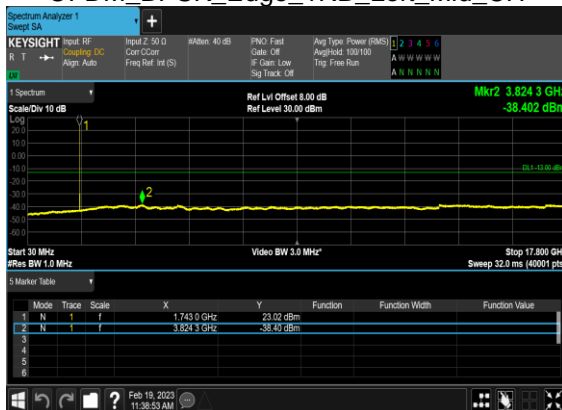 Spectrum Analyzer 1
Swept SA
KEYSIGHT Input: RF Input Z: 50 Ω #Atten: 40 dB PNO: Fast Avg Type: Power (RMS) 1 2 3 4 5 6
R T Coupling: DC Corr CCorr Gate: Off Avg|Hold: 100/100 A W W W W W
Align: Auto Freq Ref: Int (S) IF Gain: Low Trig: Free Run
Sig Track: Off A N N N N N
1 Spectrum Ref Lvl Offset 8.00 dB Mkr2 3.824 3 GHz
Scale/Div 10 dB Ref Level 30.00 dBm -38.402 dBm
Log
20.0 1
10.0
0.00
-10.0 DL1 -13.00 dBm
-20.0
-30.0
-40.0 2
-50.0
-60.0
Start 30 MHz Video BW 3.0 MHz* Stop 17.800 GHz
#Res BW 1.0 MHz Sweep 32.0 ms (40001 pts)
5 Marker Table
Mode Trace Scale X Y Function Function Width Function Value
1 N 1 f 1.743 0 GHz 23.02 dBm
2 N 1 f 3.824 3 GHz -38.40 dBm
3
4
5
6
? Feb 19, 2023
11:38:53 AM